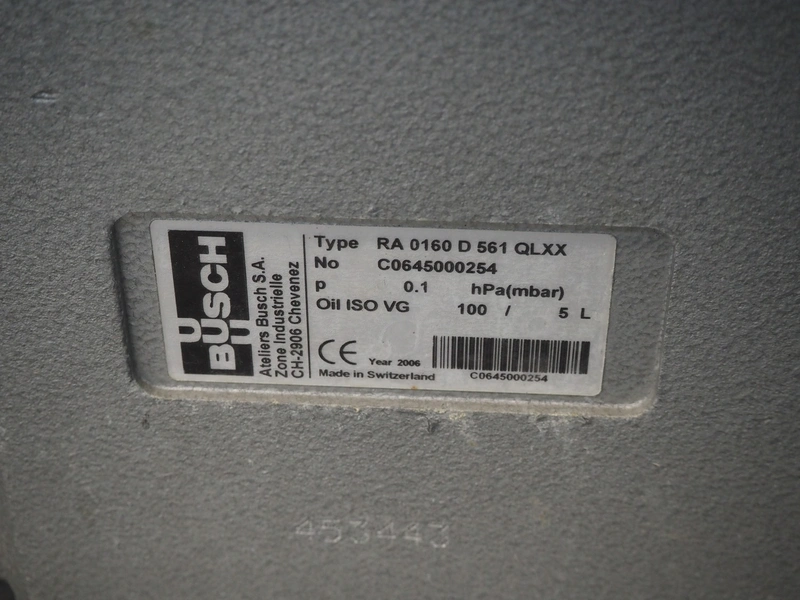 BUSCH
Ateliers Busch S.A.
Zone Industrielle
CH-2906 Chevenez
Type RA 0160 D 561 QLXX
No C0645000254
p 0.1 hPa(mbar)
Oil ISO VG 100 / 5 L
CE Year 2006
Made in Switzerland
C0645000254
453443